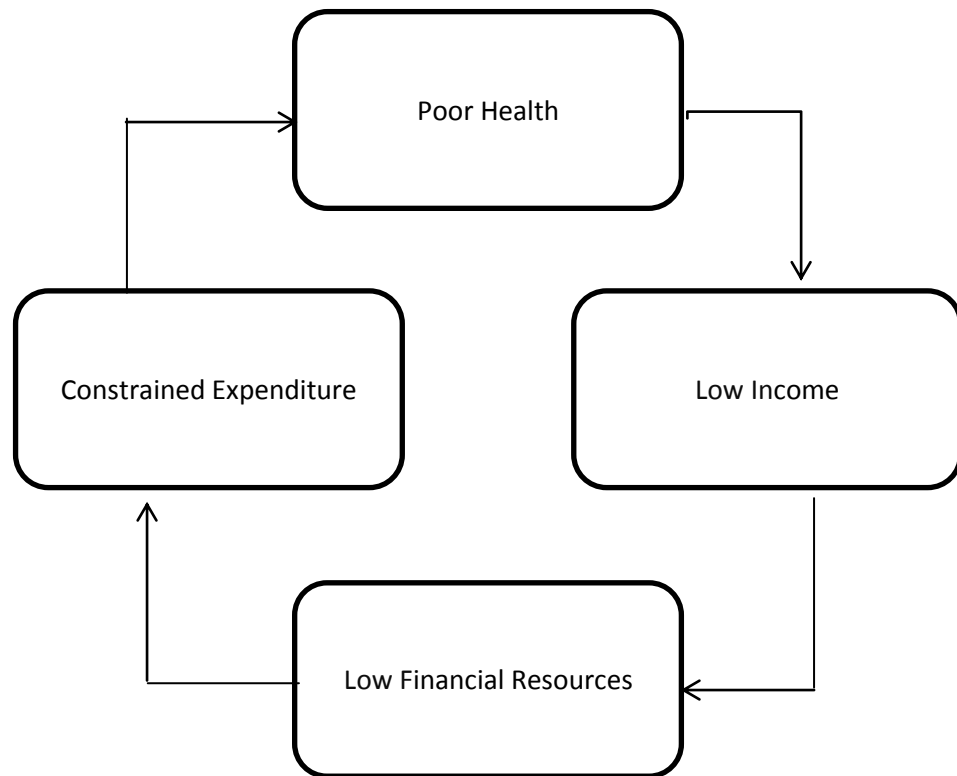 Poor Health
Constrained Expenditure
Low Income
Low Financial Resources